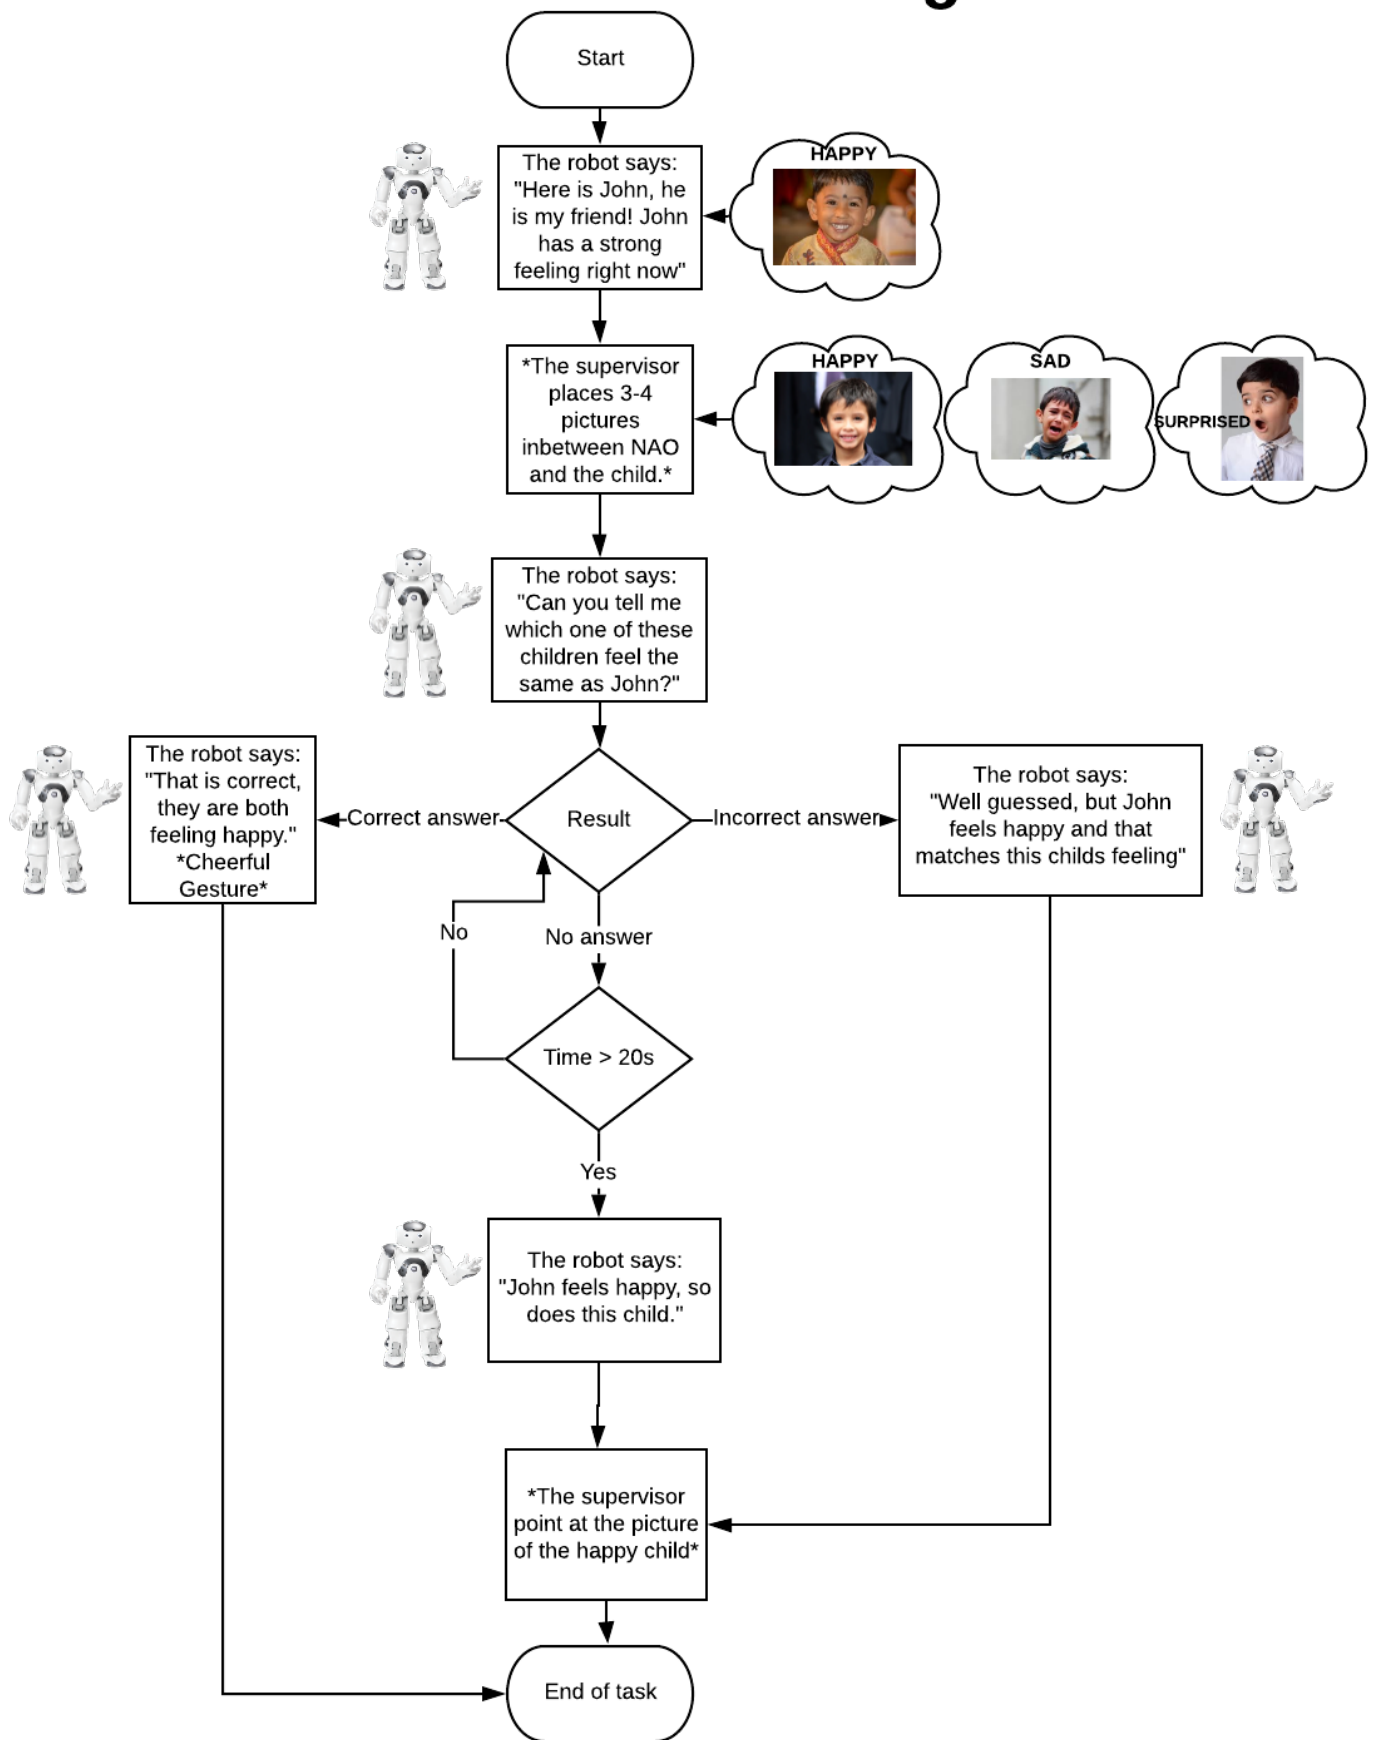 Start
The robot says:
"Here is John, he
is my friend! John
has a strong
feeling right now"
HAPPY
*The supervisor
places 3-4
pictures
inbetween NAO
and the child.*
HAPPY
SAD
SURPRISED
The robot says:
"Can you tell me
which one of these
children feel the
same as John?"
The robot says:
"That is correct,
they are both
feeling happy."
*Cheerful
Gesture*
Correct answer
Result
Incorrect answer
The robot says:
"Well guessed, but John
feels happy and that
matches this childs feeling"
No
No answer
Time > 20s
Yes
The robot says:
"John feels happy, so
does this child."
*The supervisor
point at the picture
of the happy child*
End of task